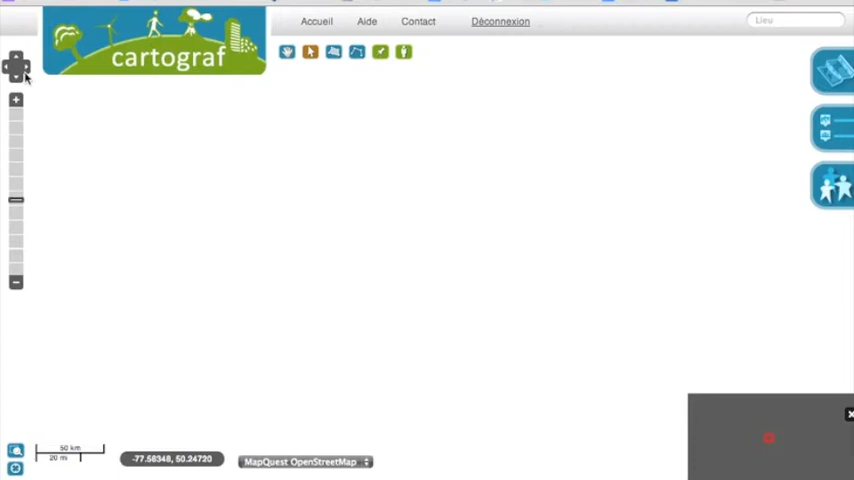 Accueil Aide Contact Déconnexion Lieu
cartograf
50 km
20 mi
-77.58348, 50.24720
MapQuest OpenStreetMap